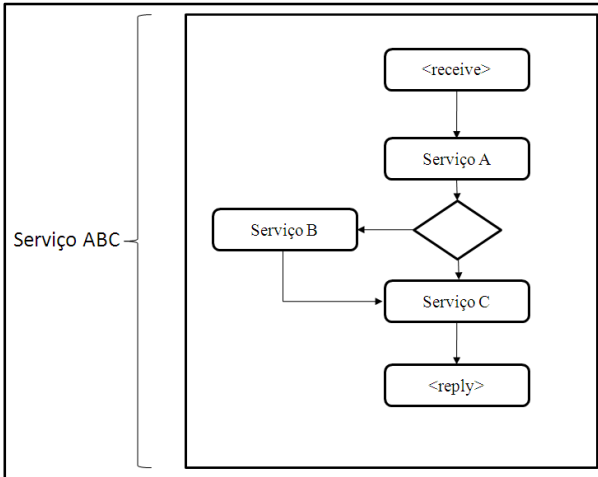 <receive>
Serviço A
Serviço B
Serviço ABC
Serviço C
<reply>